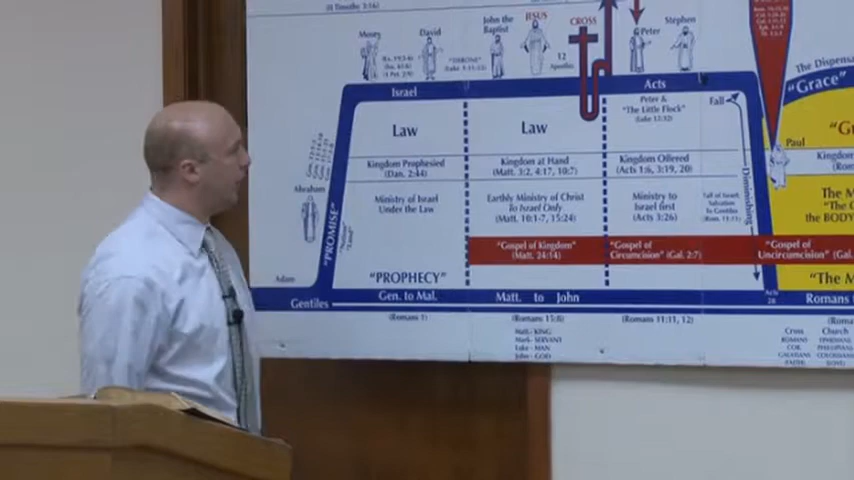 (1 Timothy 3:16)
Moses
David
John the
Baptist
JESUS
CROSS
Peter
Stephen
"THRONE"
12
Apostles
The Dispensa
"Grace"
Israel
Acts
Law
Law
Peter &
"The Little Flock"
(Luke 12:32)
Fall
"Gr
Paul
Kingdom Prophesied
(Dan. 2:44)
Kingdom at Hand
(Matt. 3:2, 4:17, 10:7)
Kingdom Offered
(Acts 1:6, 3:19, 20)
Kingdom
(Rom
Abraham
"PROMISE"
Ministry of Israel
Under the Law
Earthly Ministry of Christ
To Israel Only
(Matt. 10:1-7, 15:24)
Ministry to
Israel first
(Acts 3:26)
Fall of Israel,
Salvation
To Gentiles
(Rom. 11:11)
Diminishing
The M
the BODY
"Gospel of Kingdom"
(Matt. 24:14)
"Gospel of
Circumcision" (Gal. 2:7)
"Gospel of
Uncircumcision" (Gal.
Adam
"PROPHECY"
"The M
Gentiles
Gen. to Mal.
Matt. to John
Acts
28
Romans
(Romans 1)
(Romans 15:8)
(Romans 11:11, 12)
Matt- KING
Mark- SERVANT
Luke- MAN
John- GOD
Cross
ROMANS
COR.
GALATIANS
(FAITH)